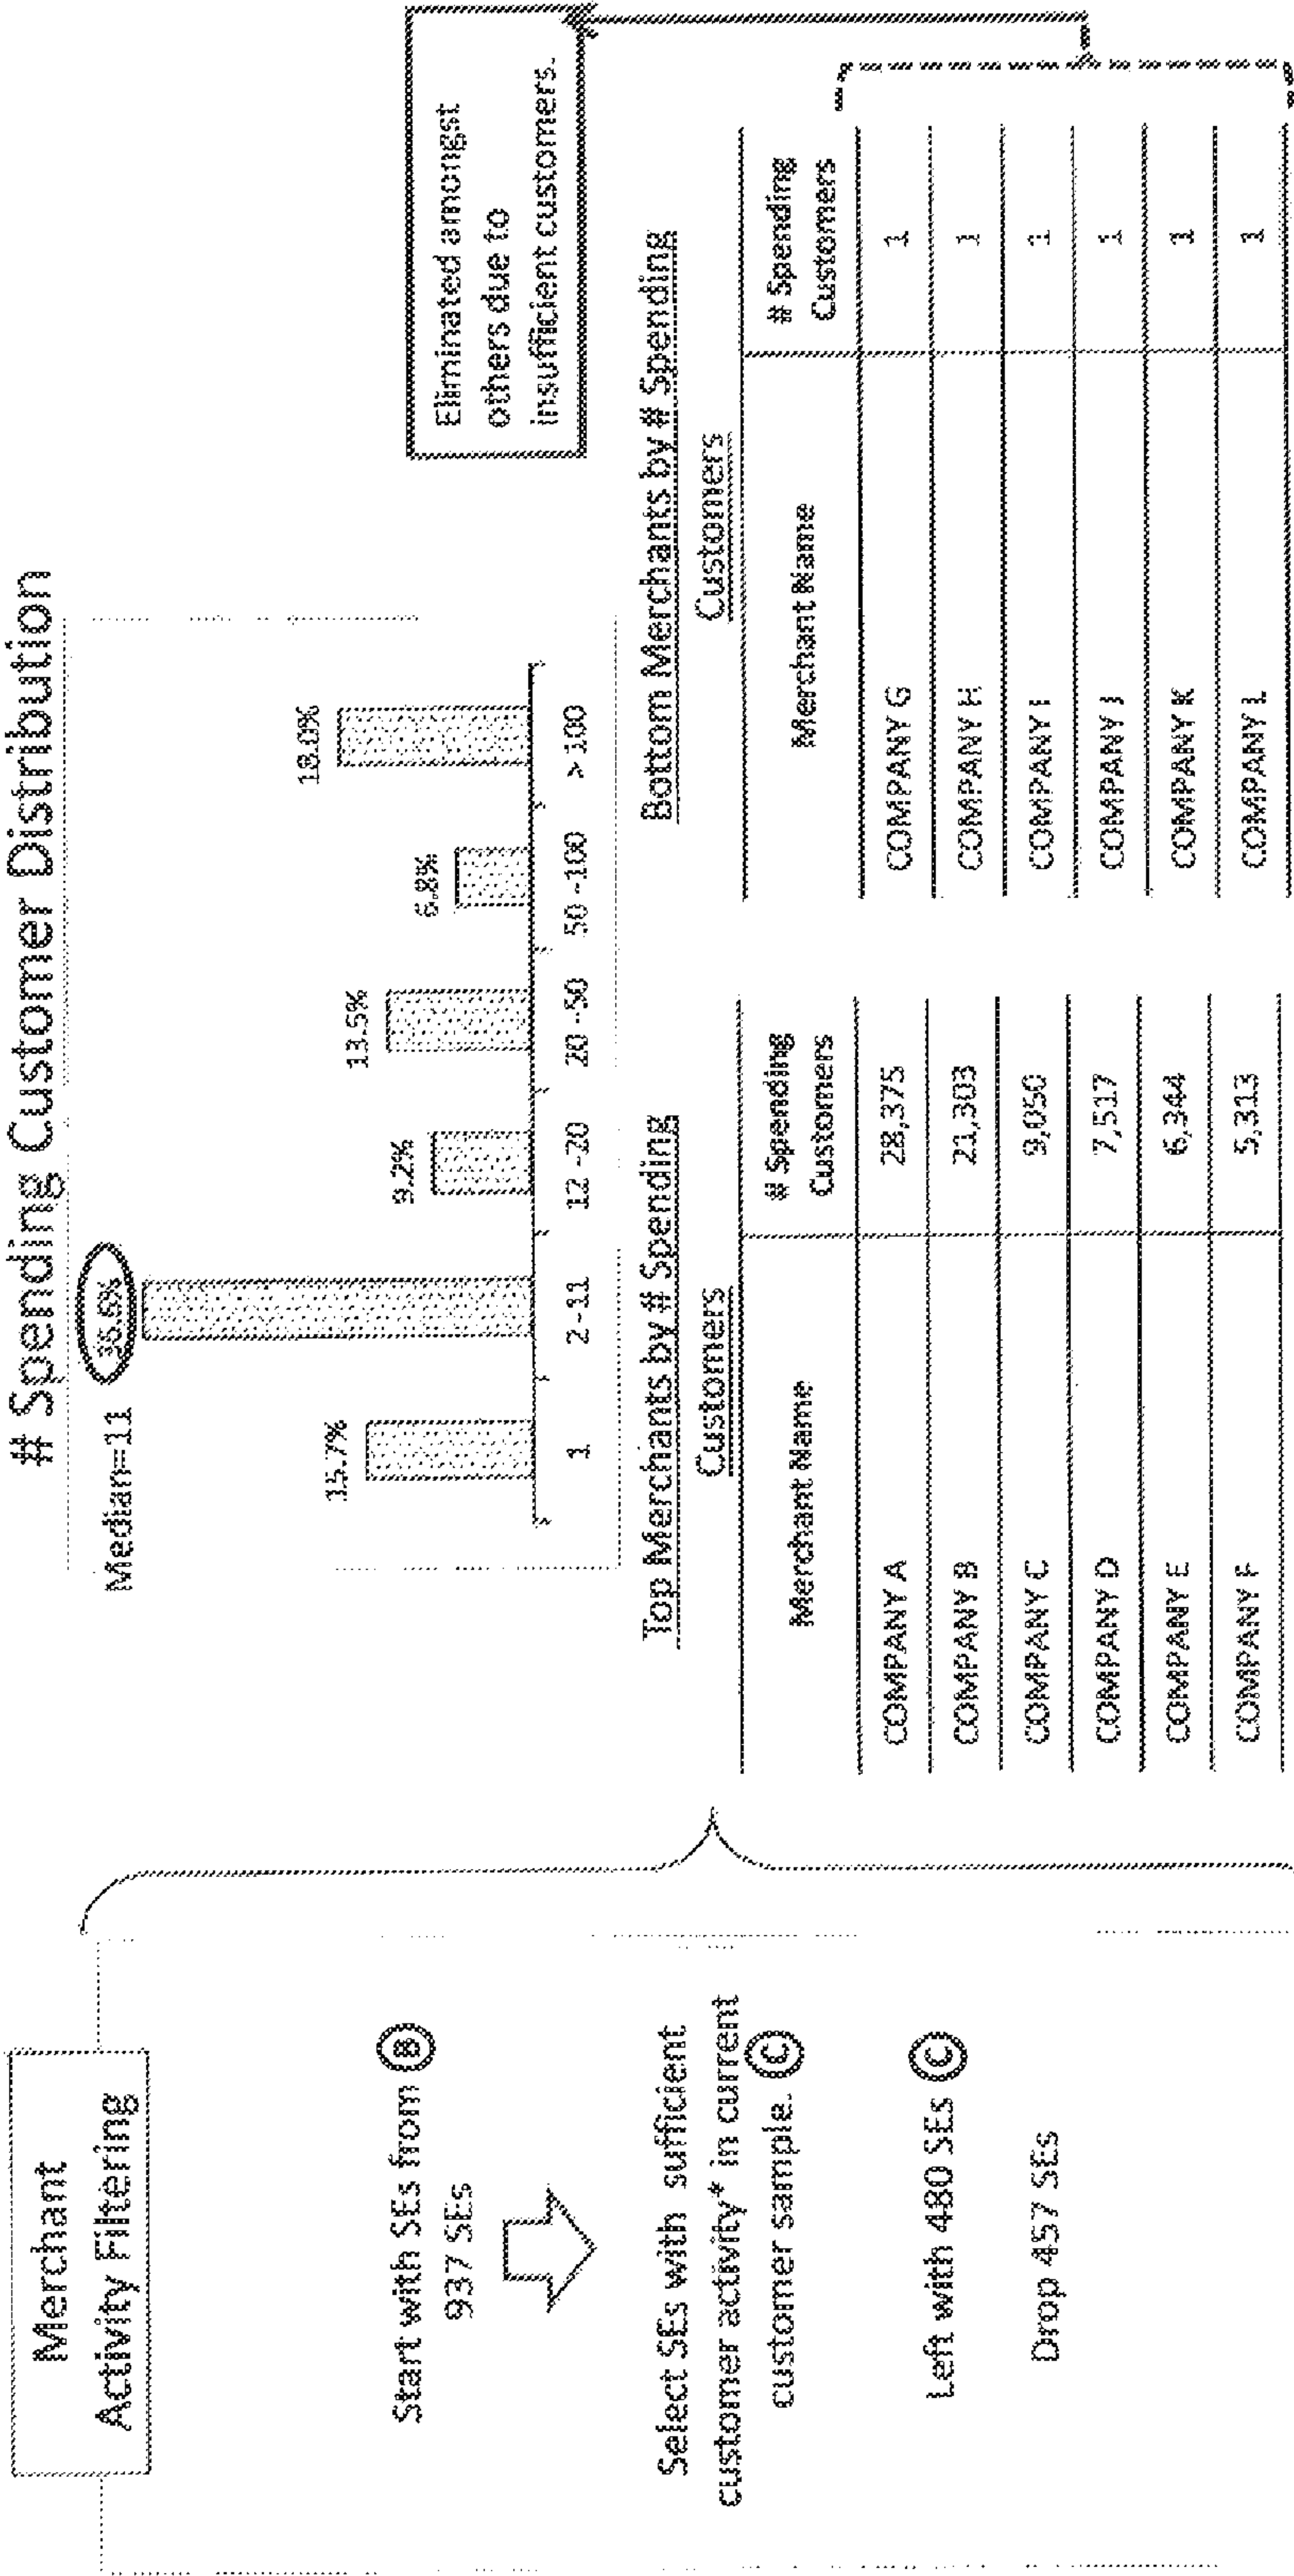 Merchant
Activity Filtering
Start with SEs from B
937 SEs
Select SEs with sufficient
customer activity* in current
customer sample. C
Left with 480 SEs C
Drop 457 SEs
# Spending Customer Distribution
Median=11
15.7%
36.6%
9.2%
13.5%
6.8%
18.0%
1
2 -11
12 -20
20 -50
50 -100
> 100
Eliminated amongst
others due to
insufficient customers.
Top Merchants by # Spending
Customers
Merchant Name
# Spending
Customers
COMPANY A 28,375
COMPANY B 21,303
COMPANY C 9,050
COMPANY D 7,517
COMPANY E 6,344
COMPANY F 5,313
Bottom Merchants by # Spending
Customers
Merchant Name
# Spending
Customers
COMPANY G 1
COMPANY H 1
COMPANY I 1
COMPANY J 1
COMPANY K 1
COMPANY L 1